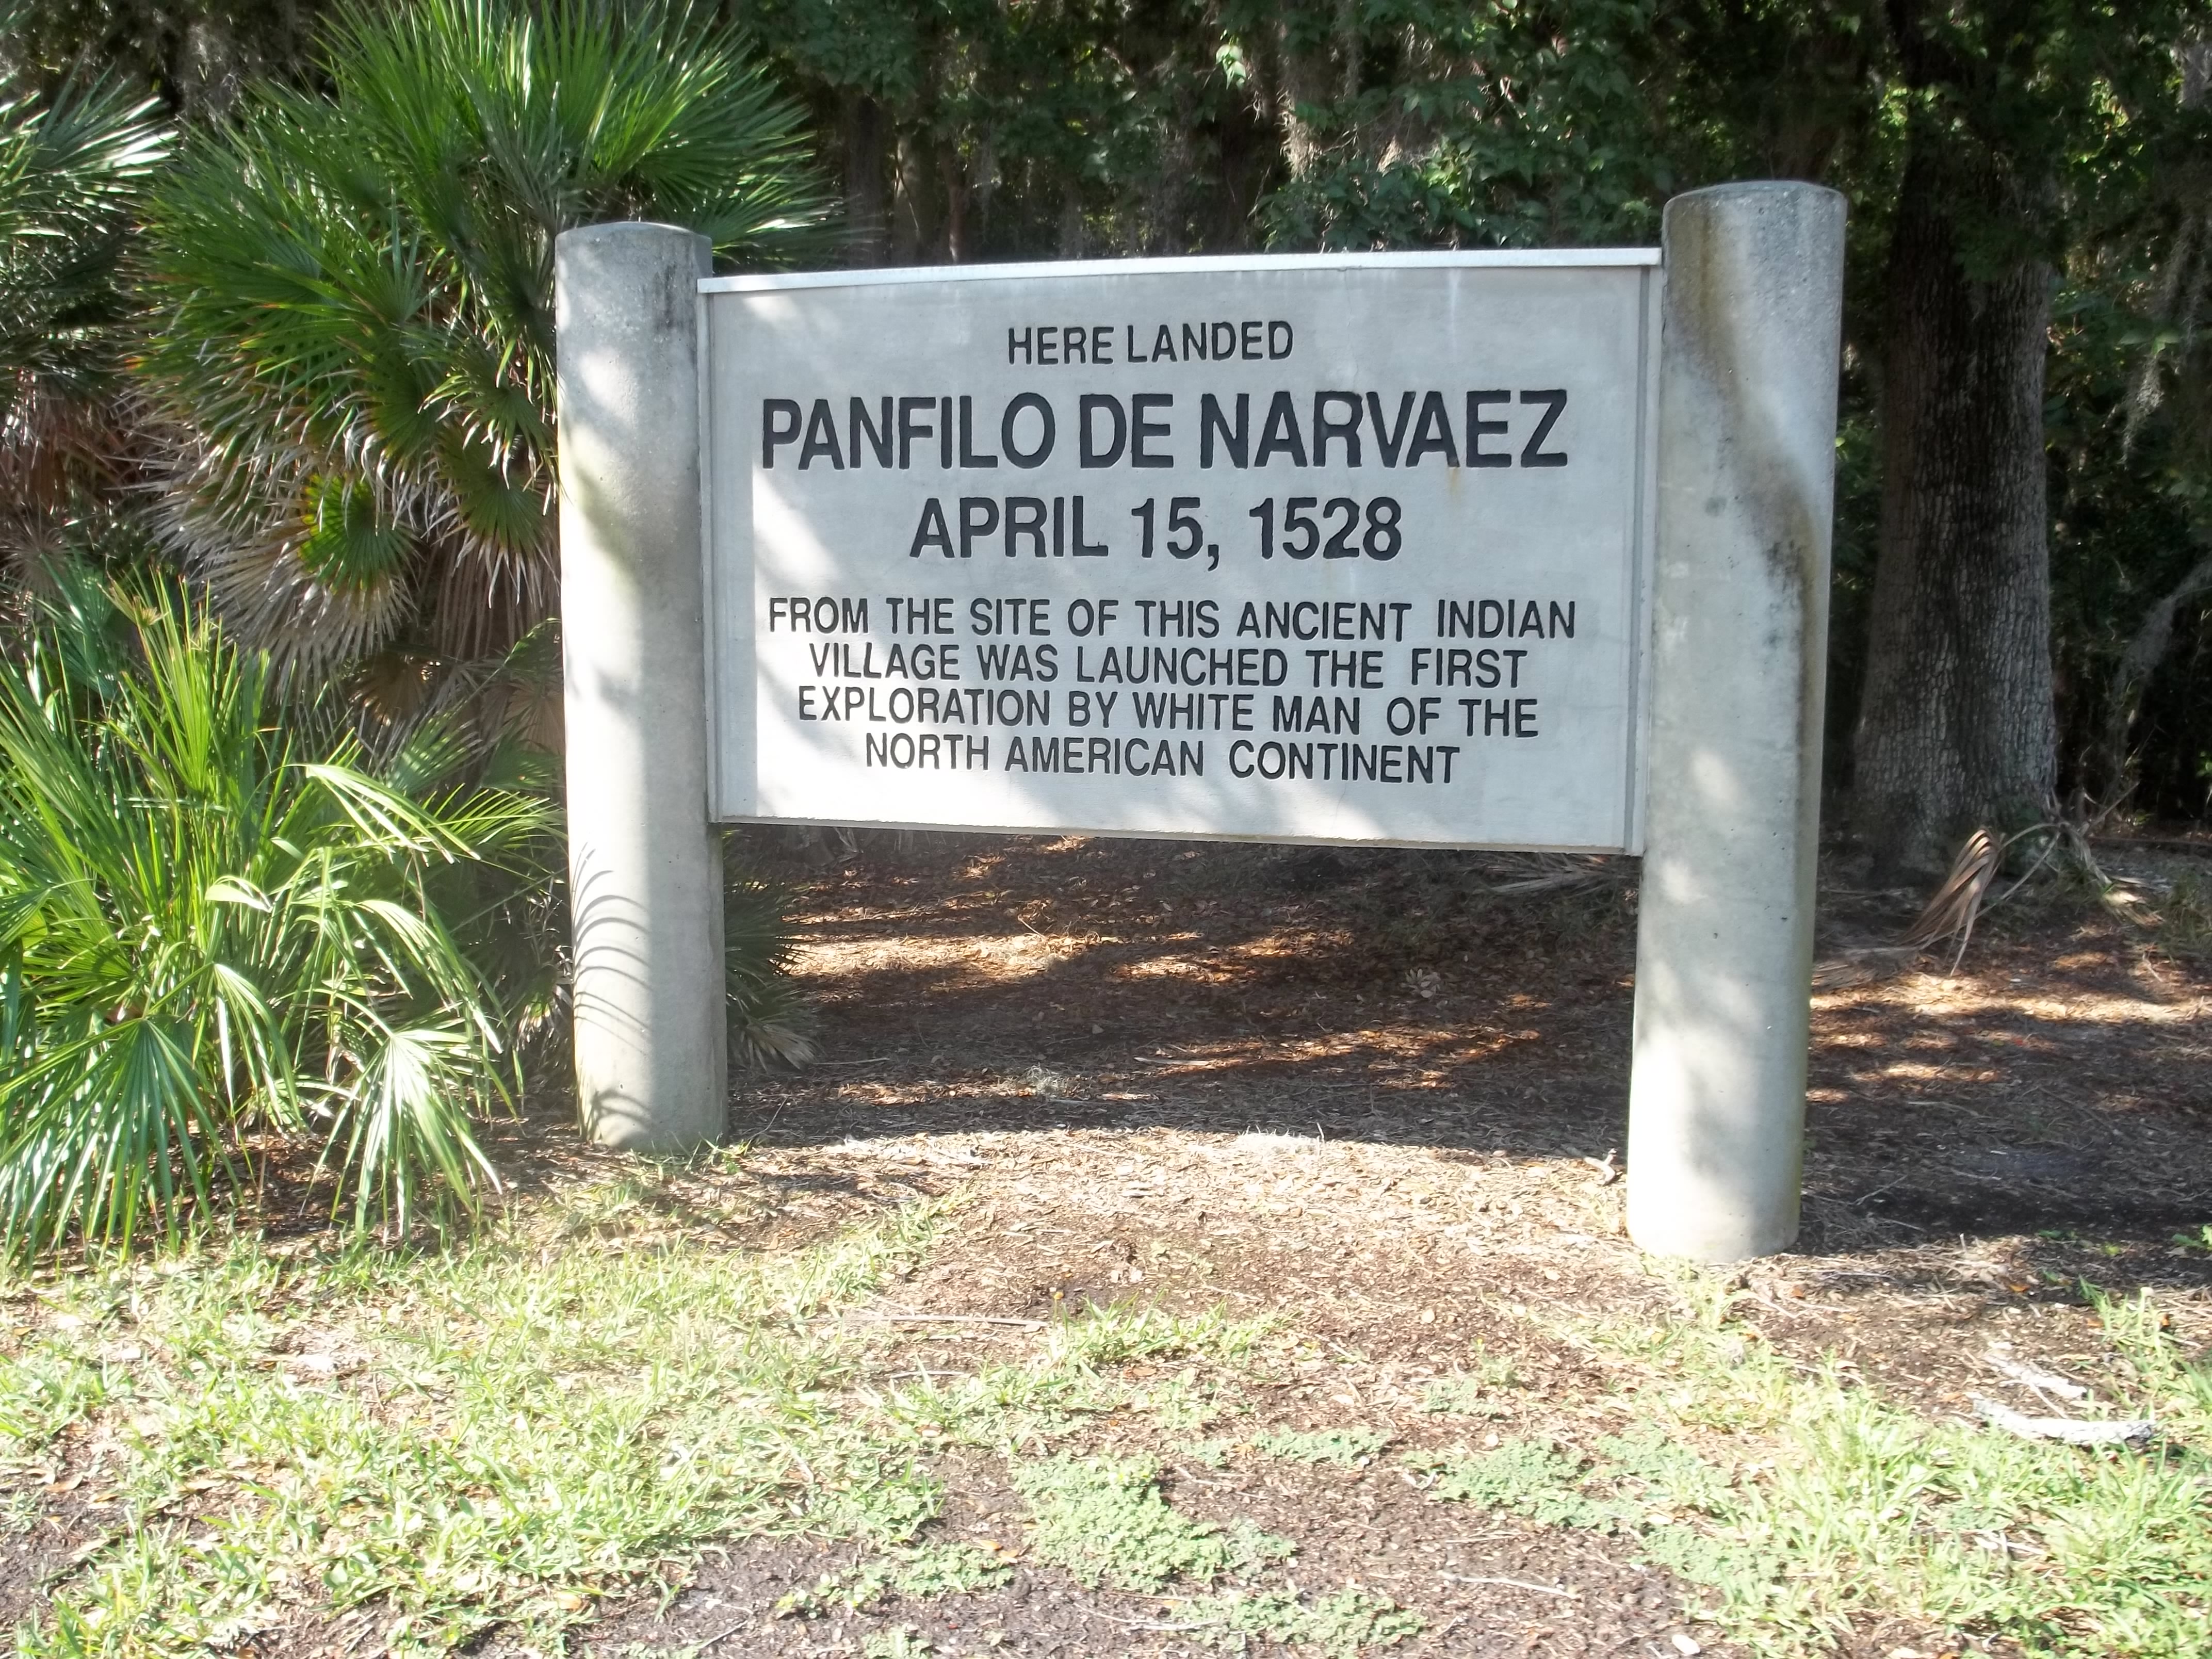 HERE LANDED
PANFILO DE NARVAEZ
APRIL 15, 1528
FROM THE SITE OF THIS ANCIENT INDIAN
VILLAGE WAS LAUNCHED THE FIRST
EXPLORATION BY WHITE MAN OF THE
NORTH AMERICAN CONTINENT